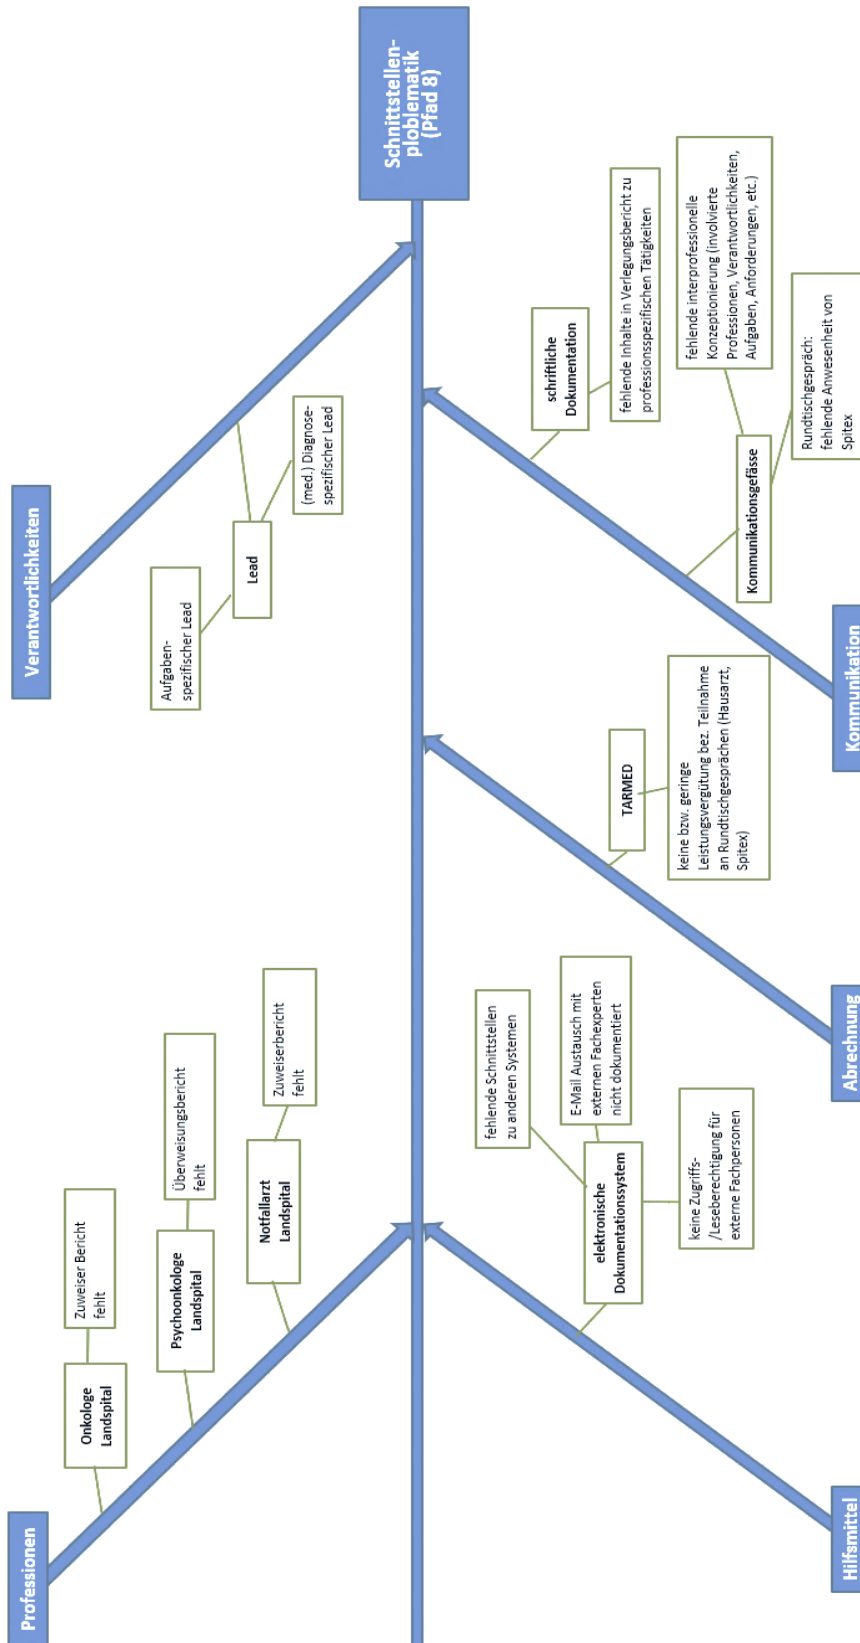 Professionen
Onkologe
Landspital
Zuweiser Bericht
fehlt
Psychoonkologe
Landspital
Überweisungsbericht
fehlt
Notfallarzt
Landspital
Zuweiserbericht
fehlt
Verantwortlichkeiten
Aufgaben-
spezifischer Lead
Lead
(med.) Diagnose-
spezifischer Lead
Schnittstellen-
ploblematik
(Pfad 8)
Hilfsmittel
elektronische
Dokumentationssystem
fehlende Schnittstellen
zu anderen Systemen
E-Mail Austausch mit
externen Fachexperten
nicht dokumentiert
keine Zugriffs-
/Leseberechtigung für
externe Fachpersonen
Abrechnung
TARMED
keine bzw. geringe
Leistungsvergütung bez. Teilnahme
an Rundtischgesprächen (Hausarzt,
Spitex)
Kommunikation
schriftliche
Dokumentation
fehlende Inhalte in Verlegungsbericht zu
professionsspezifischen Tätigkeiten
Kommunikationsgefässe
fehlende interprofessionelle
Konzeptionierung (involvierte
Professionen, Verantwortlichkeiten,
Aufgaben, Anforderungen, etc.)
Rundtischgespräch:
fehlende Anwesenheit von
Spitex